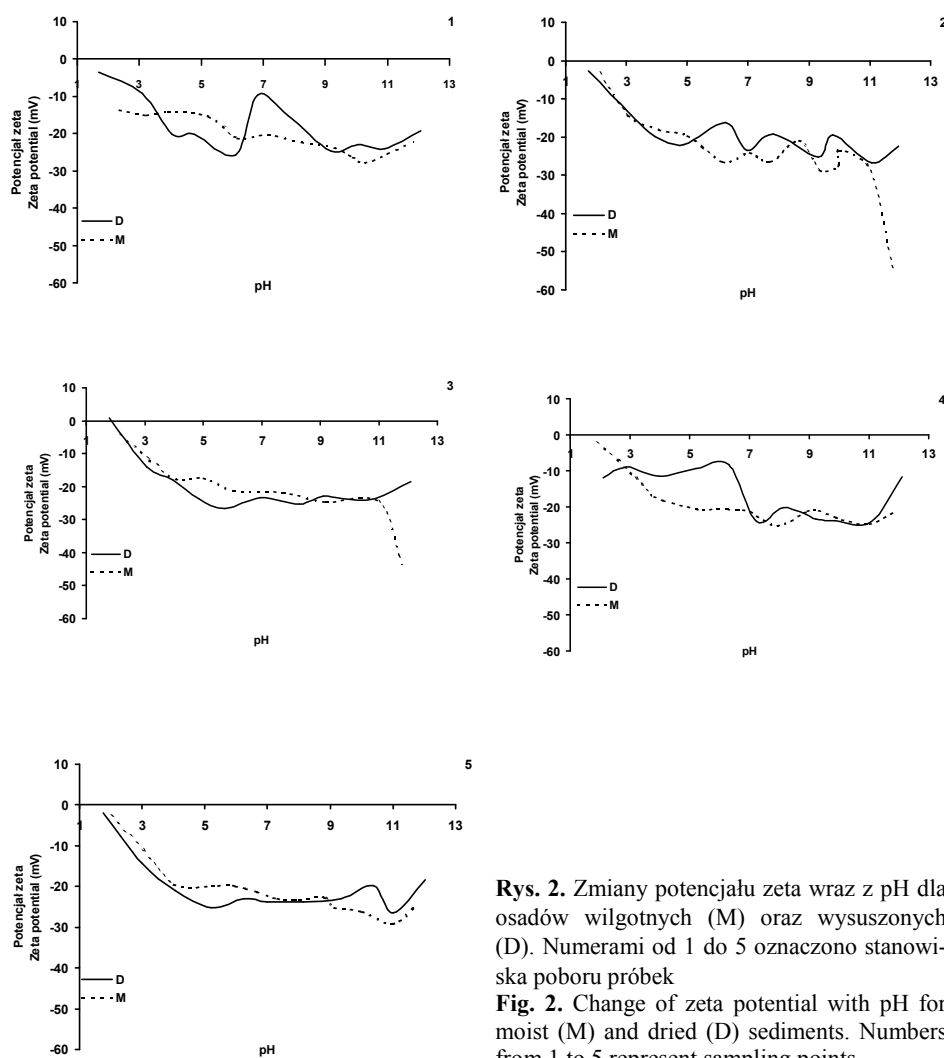 1
10
0
-10
-20
-30
-40
-50
-60
1 3 5 7 9 11 13
Potencjał zeta
Zeta potential (mV)
D
M
pH
2
10
0
-10
-20
-30
-40
-50
-60
1 3 5 7 9 11 13
Potencjał zeta
Zeta potential (mV)
D
M
pH
3
10
0
-10
-20
-30
-40
-50
-60
1 3 5 7 9 11 13
Potencjał zeta
Zeta potential (mV)
D
M
pH
4
10
0
-10
-20
-30
-40
-50
-60
1 3 5 7 9 11 13
Potencjał zeta
Zeta potential (mV)
D
M
pH
5
10
0
-10
-20
-30
-40
-50
-60
1 3 5 7 9 11 13
Potencjał zeta
Zeta potential (mV)
D
M
pH
Rys. 2. Zmiany potencjału zeta wraz z pH dla
osadów wilgotnych (M) oraz wysuszonych
(D). Numerami od 1 do 5 oznaczono stanowi-
ska poboru próbek
Fig. 2. Change of zeta potential with pH for
moist (M) and dried (D) sediments. Numbers
from 1 to 5 represent sampling points